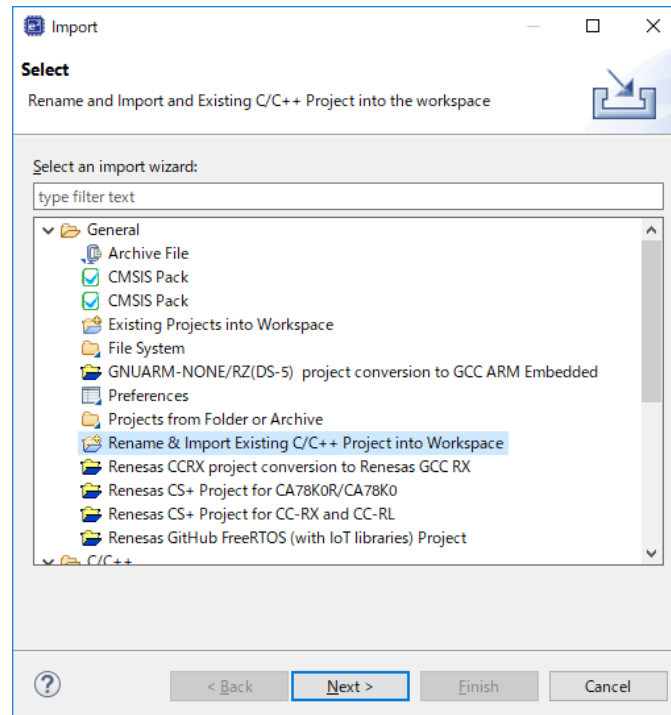 Import
Select
Rename and Import and Existing C/C++ Project into the workspace
Select an import wizard:
type filter text
General
Archive File
CMSIS Pack
CMSIS Pack
Existing Projects into Workspace
File System
GNUARM-NONE/RZ(DS-5) project conversion to GCC ARM Embedded
Preferences
Projects from Folder or Archive
Rename & Import Existing C/C++ Project into Workspace
Renesas CCRX project conversion to Renesas GCC RX
Renesas CS+ Project for CA78K0R/CA78K0
Renesas CS+ Project for CC-RX and CC-RL
Renesas GitHub FreeRTOS (with IoT libraries) Project
C/C++
? < Back Next > Finish Cancel